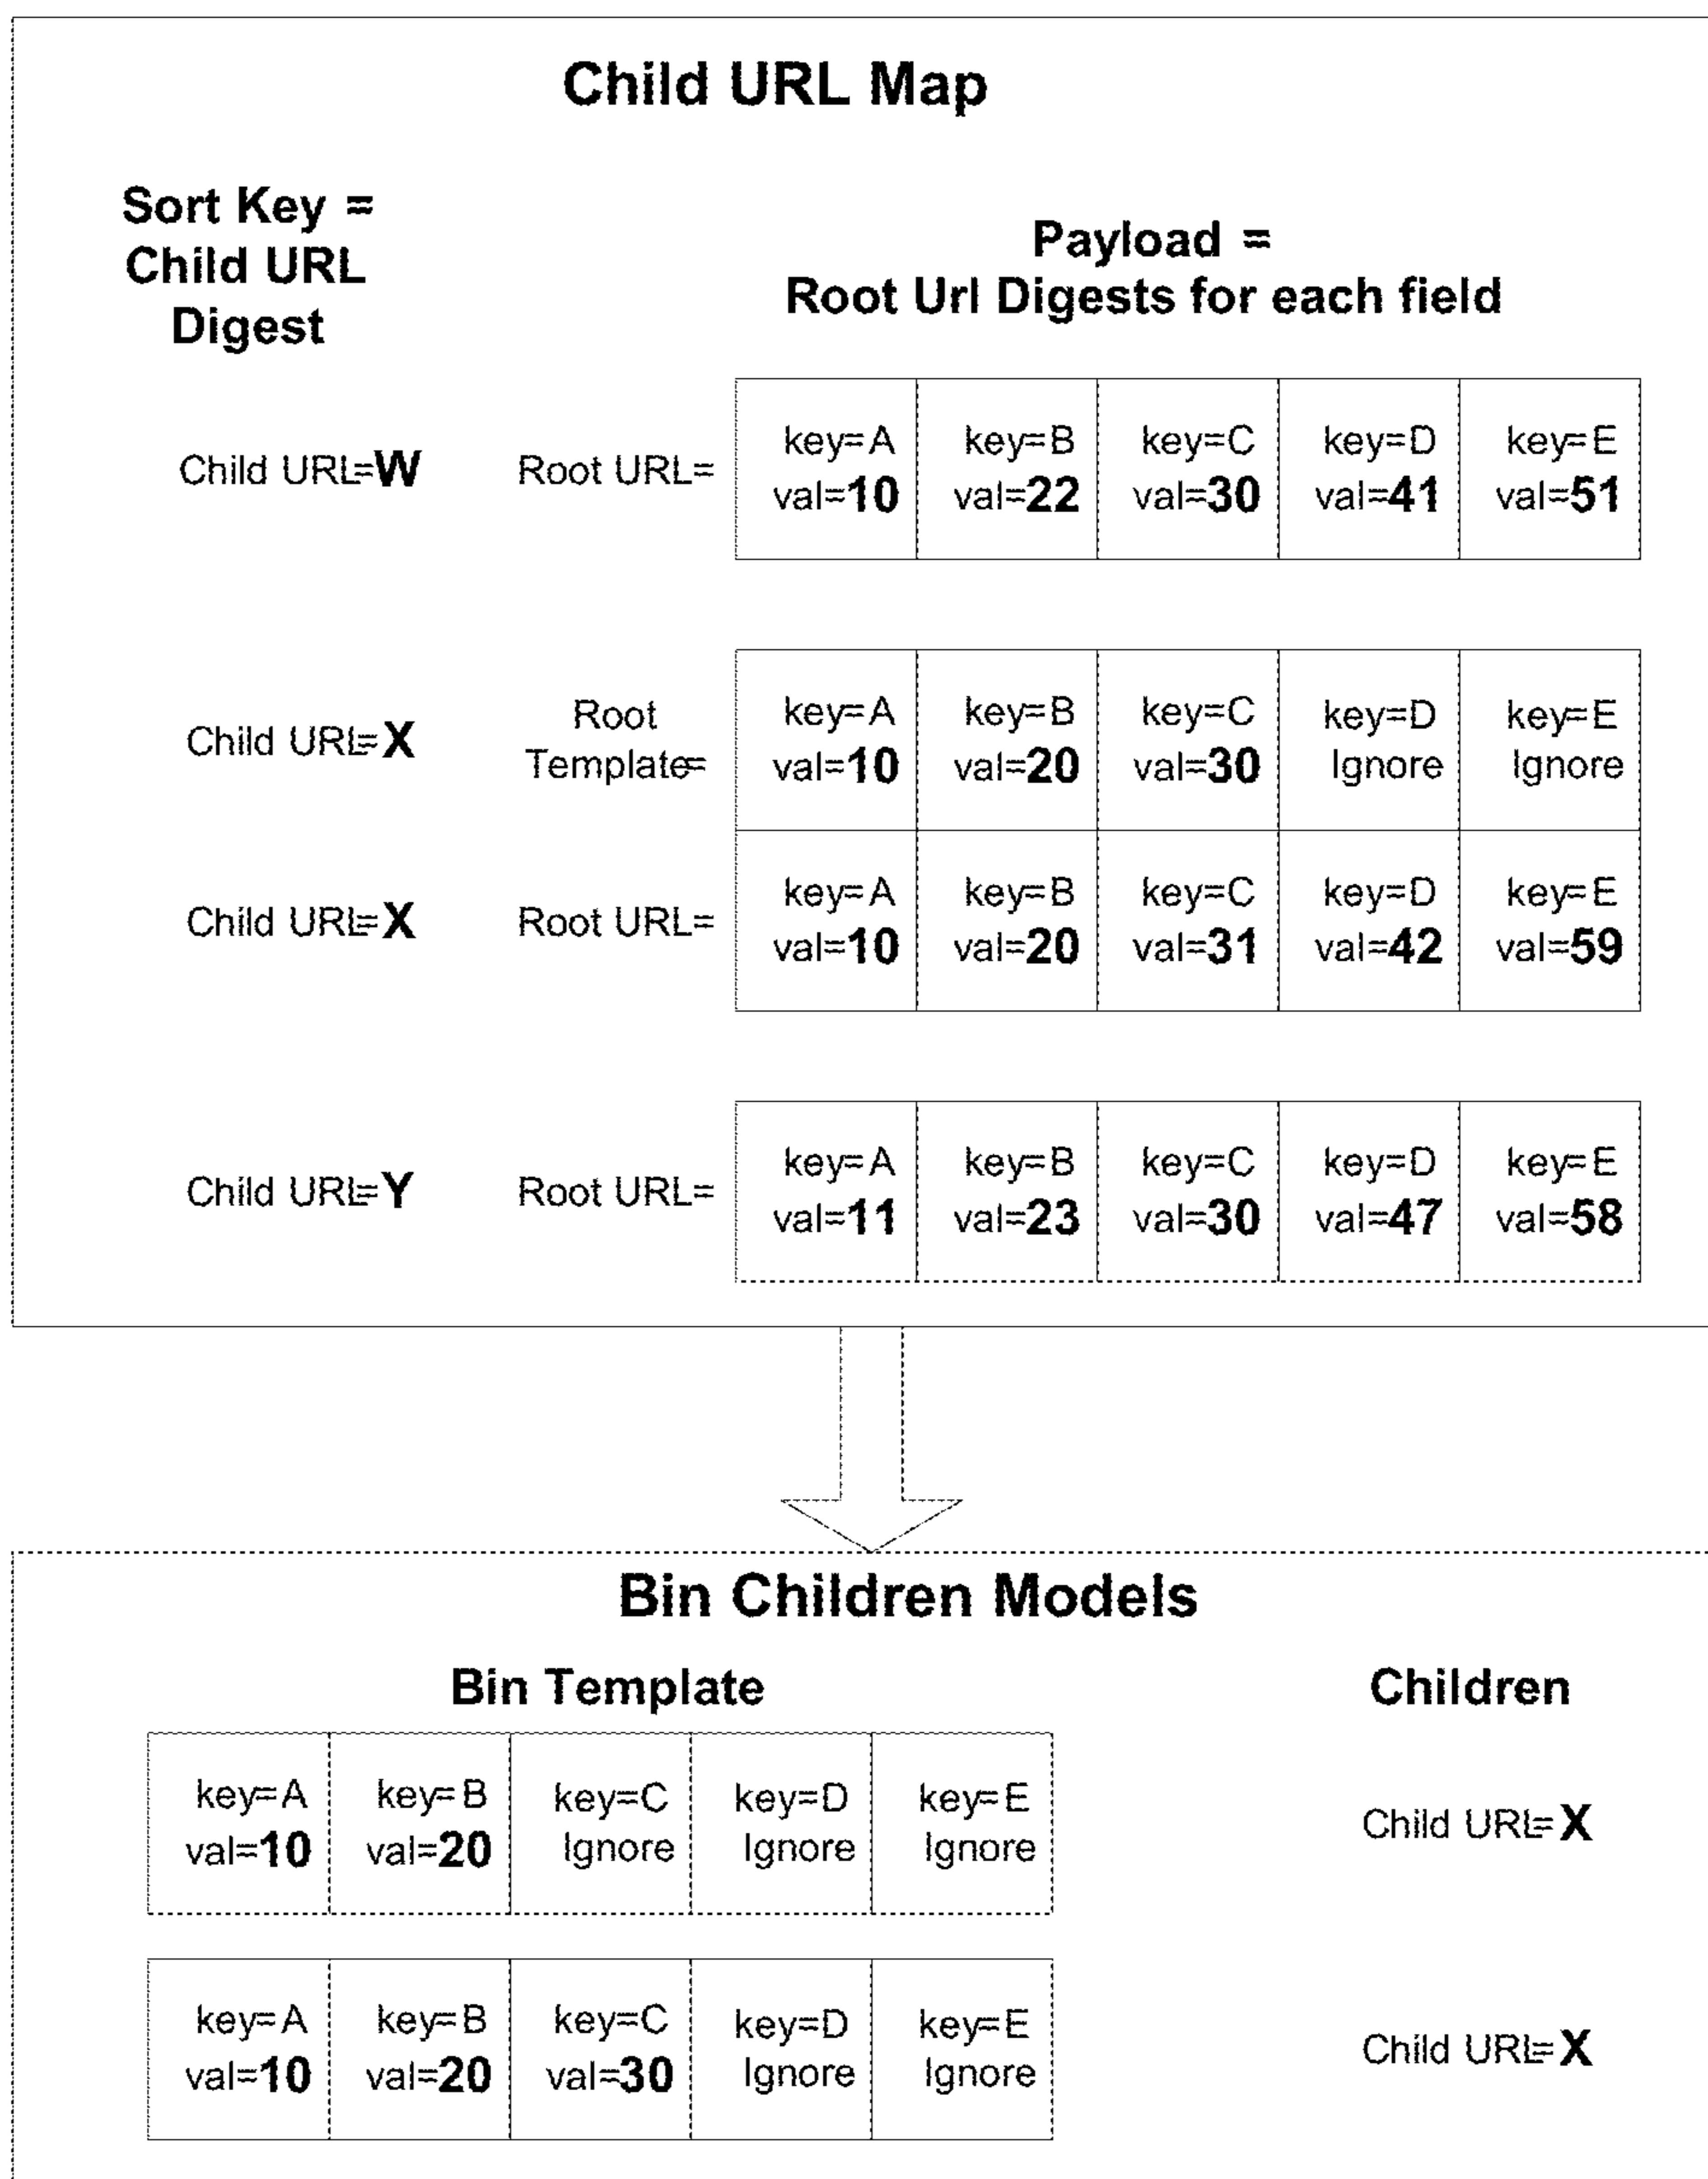 Child URL Map
Sort Key =
Child URL
Digest
Payload =
Root Url Digests for each field
Child URL=W Root URL= key=A key=B key=C key=D key=E
val=10 val=22 val=30 val=41 val=51
Child URL=X Root Template= key=A key=B key=C key=D key=E
val=10 val=20 val=30 Ignore Ignore
Child URL=X Root URL= key=A key=B key=C key=D key=E
val=10 val=20 val=31 val=42 val=59
Child URL=Y Root URL= key=A key=B key=C key=D key=E
val=11 val=23 val=30 val=47 val=58
Bin Children Models
Bin Template Children
key=A key=B key=C key=D key=E
val=10 val=20 Ignore Ignore Ignore
Child URL=X
key=A key=B key=C key=D key=E
val=10 val=20 val=30 Ignore Ignore
Child URL=X